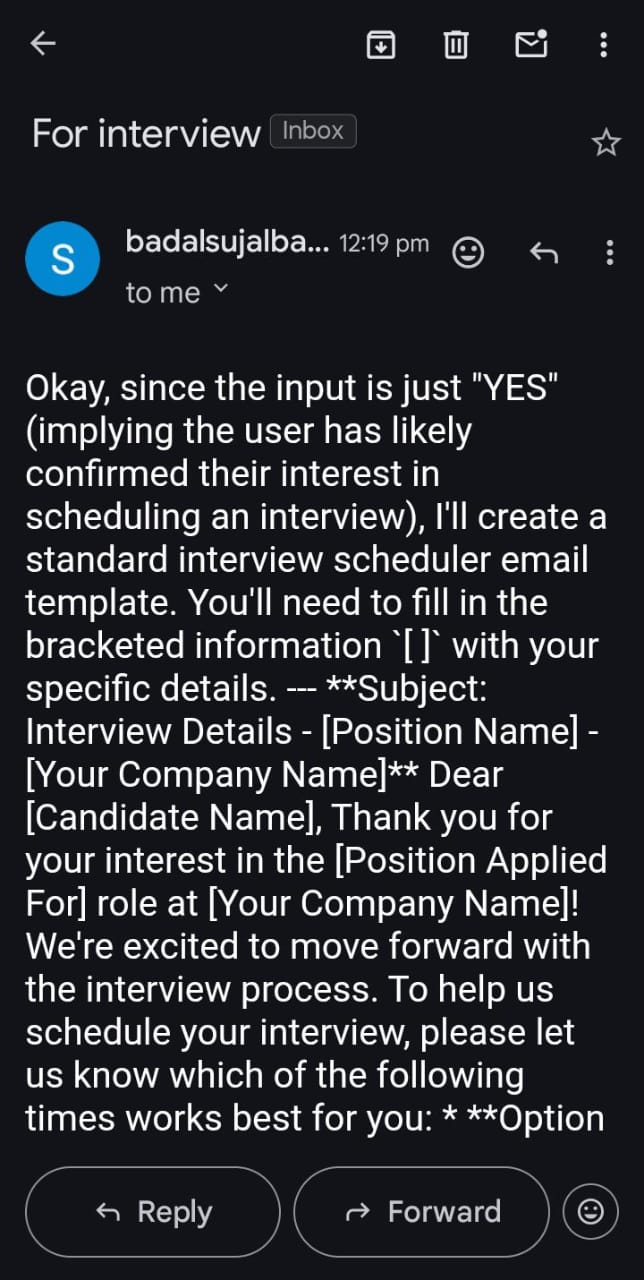 For interview Inbox
S
badalsujalba... 12:19 pm
to me
Okay, since the input is just "YES"
(implying the user has likely
confirmed their interest in
scheduling an interview), I'll create a
standard interview scheduler email
template. You'll need to fill in the
bracketed information `[ ]` with your
specific details. --- **Subject:
Interview Details - [Position Name] -
[Your Company Name]** Dear
[Candidate Name], Thank you for
your interest in the [Position Applied
For] role at [Your Company Name]!
We're excited to move forward with
the interview process. To help us
schedule your interview, please let
us know which of the following
times works best for you: * **Option
Reply Forward